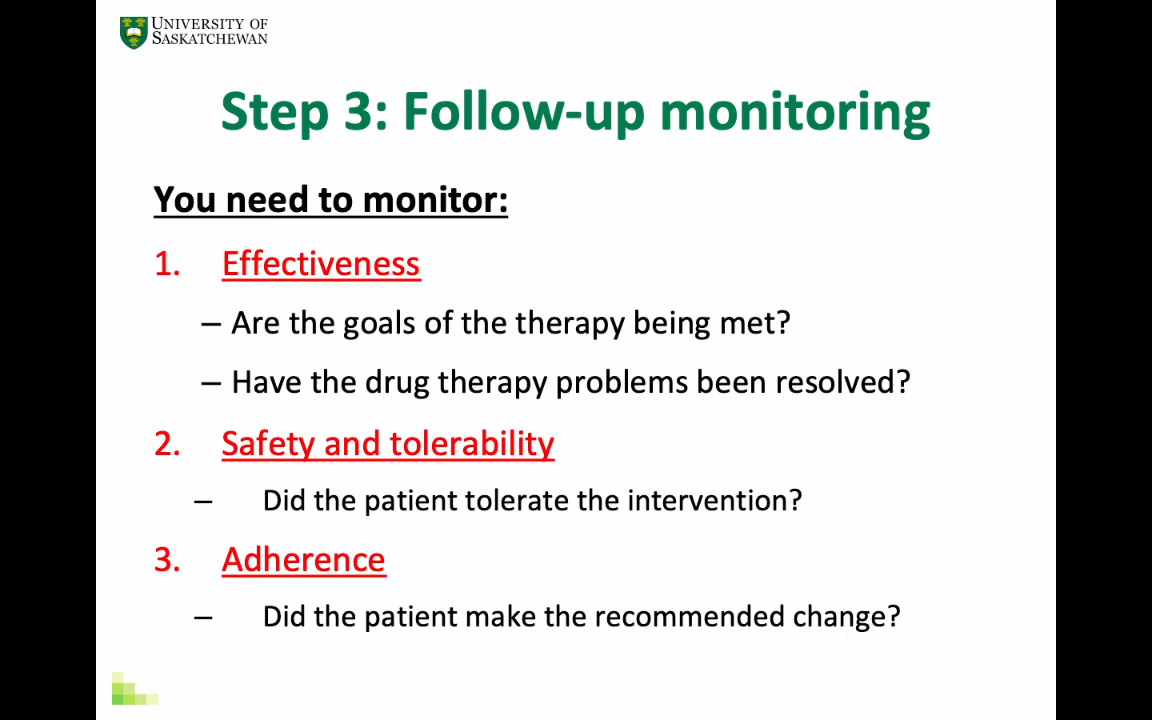 UNIVERSITY OF
SASKATCHEWAN
Step 3: Follow-up monitoring
You need to monitor:
1. Effectiveness
– Are the goals of the therapy being met?
– Have the drug therapy problems been resolved?
2. Safety and tolerability
– Did the patient tolerate the intervention?
3. Adherence
– Did the patient make the recommended change?